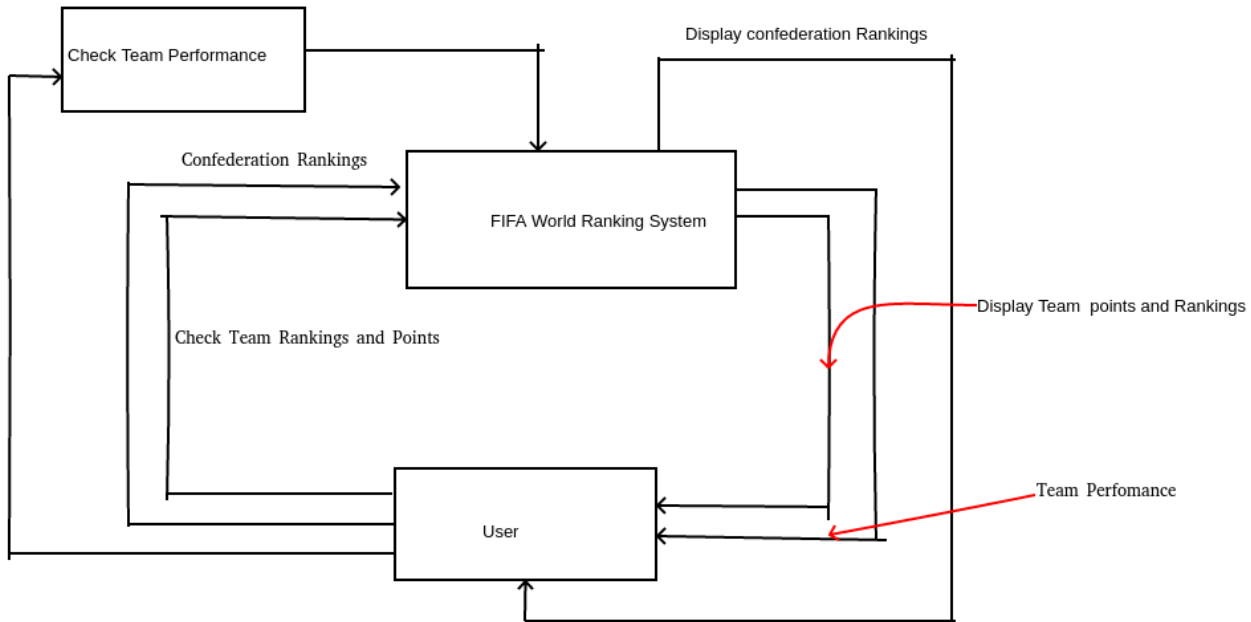 Display confederation Rankings
Check Team Performance
Confederation Rankings
FIFA World Ranking System
Display Team points and Rankings
Check Team Rankings and Points
Team Perfomance
User